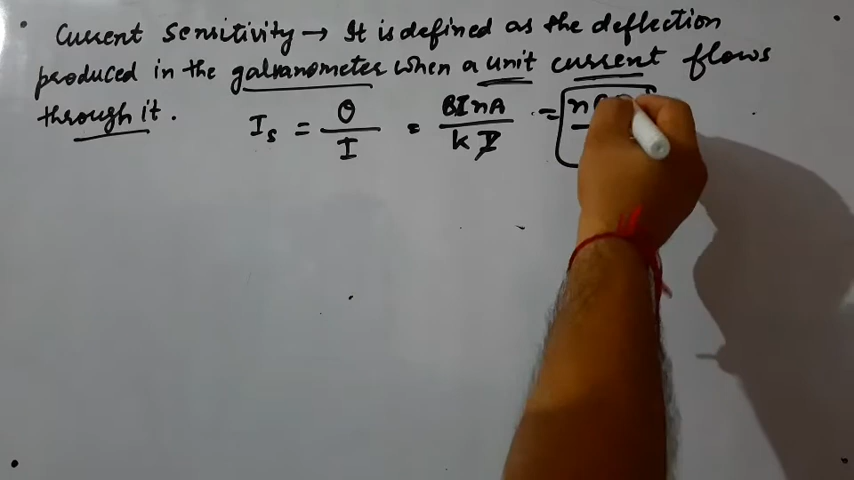 Current Sensitivity → It is defined as the deflection
produced in the galvanometer when a unit current flows
through it.
Is = θ/I = BInA/kI = n